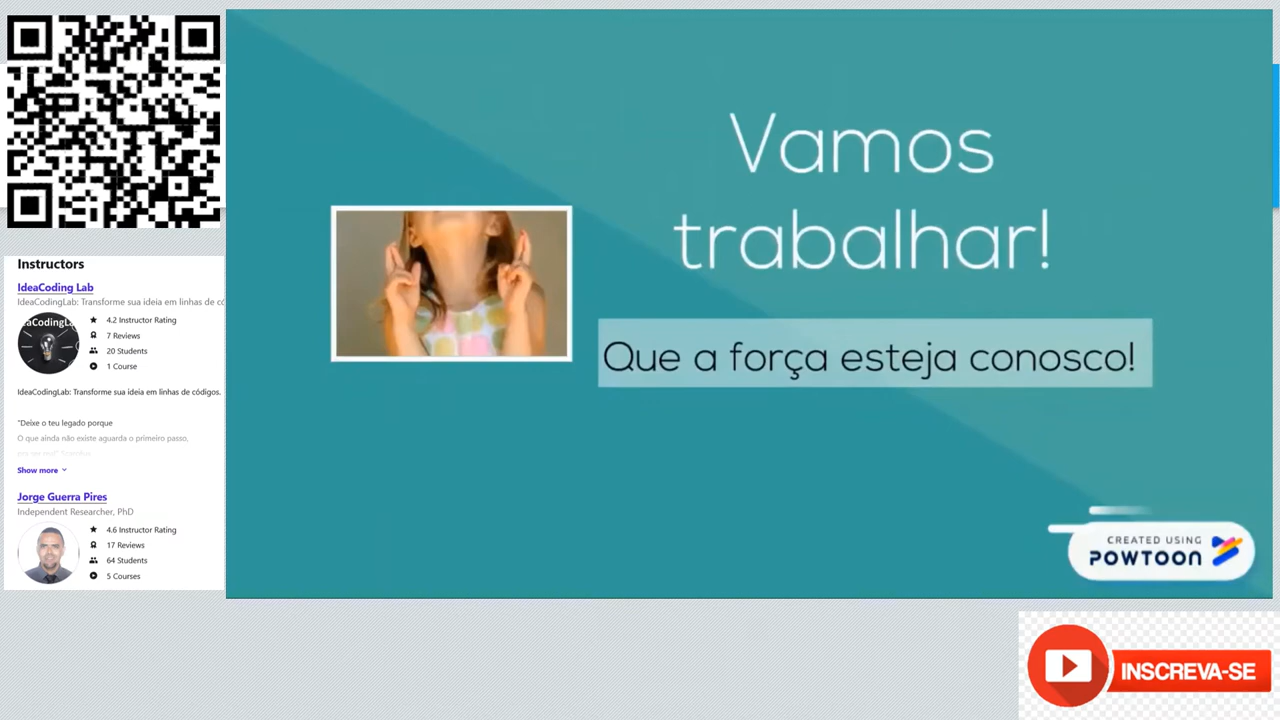 Instructors
IdeaCoding Lab
IdeaCodingLab: Transforme sua ideia em linhas de có
aCodingLa
4.2 Instructor Rating
7 Reviews
20 Students
1 Course
IdeaCodingLab: Transforme sua ideia em linhas de códigos.
"Deixe o teu legado porque
O que ainda não existe aguarda o primeiro passo,
Show more
Jorge Guerra Pires
Independent Researcher, PhD
4.6 Instructor Rating
17 Reviews
64 Students
5 Courses
Vamos
trabalhar!
Que a força esteja conosco!
CREATED USING
POWTOON
INSCREVA-SE